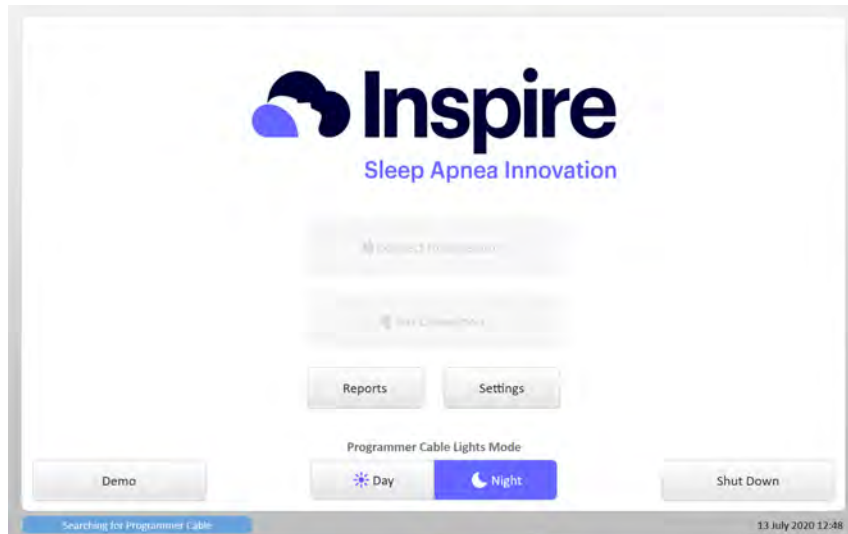 Inspire
Sleep Apnea Innovation
Reports
Settings
Programmer Cable Lights Mode
Day
Night
Demo
Shut Down
Searching for Programmer Cable
13 July 2020 12:48